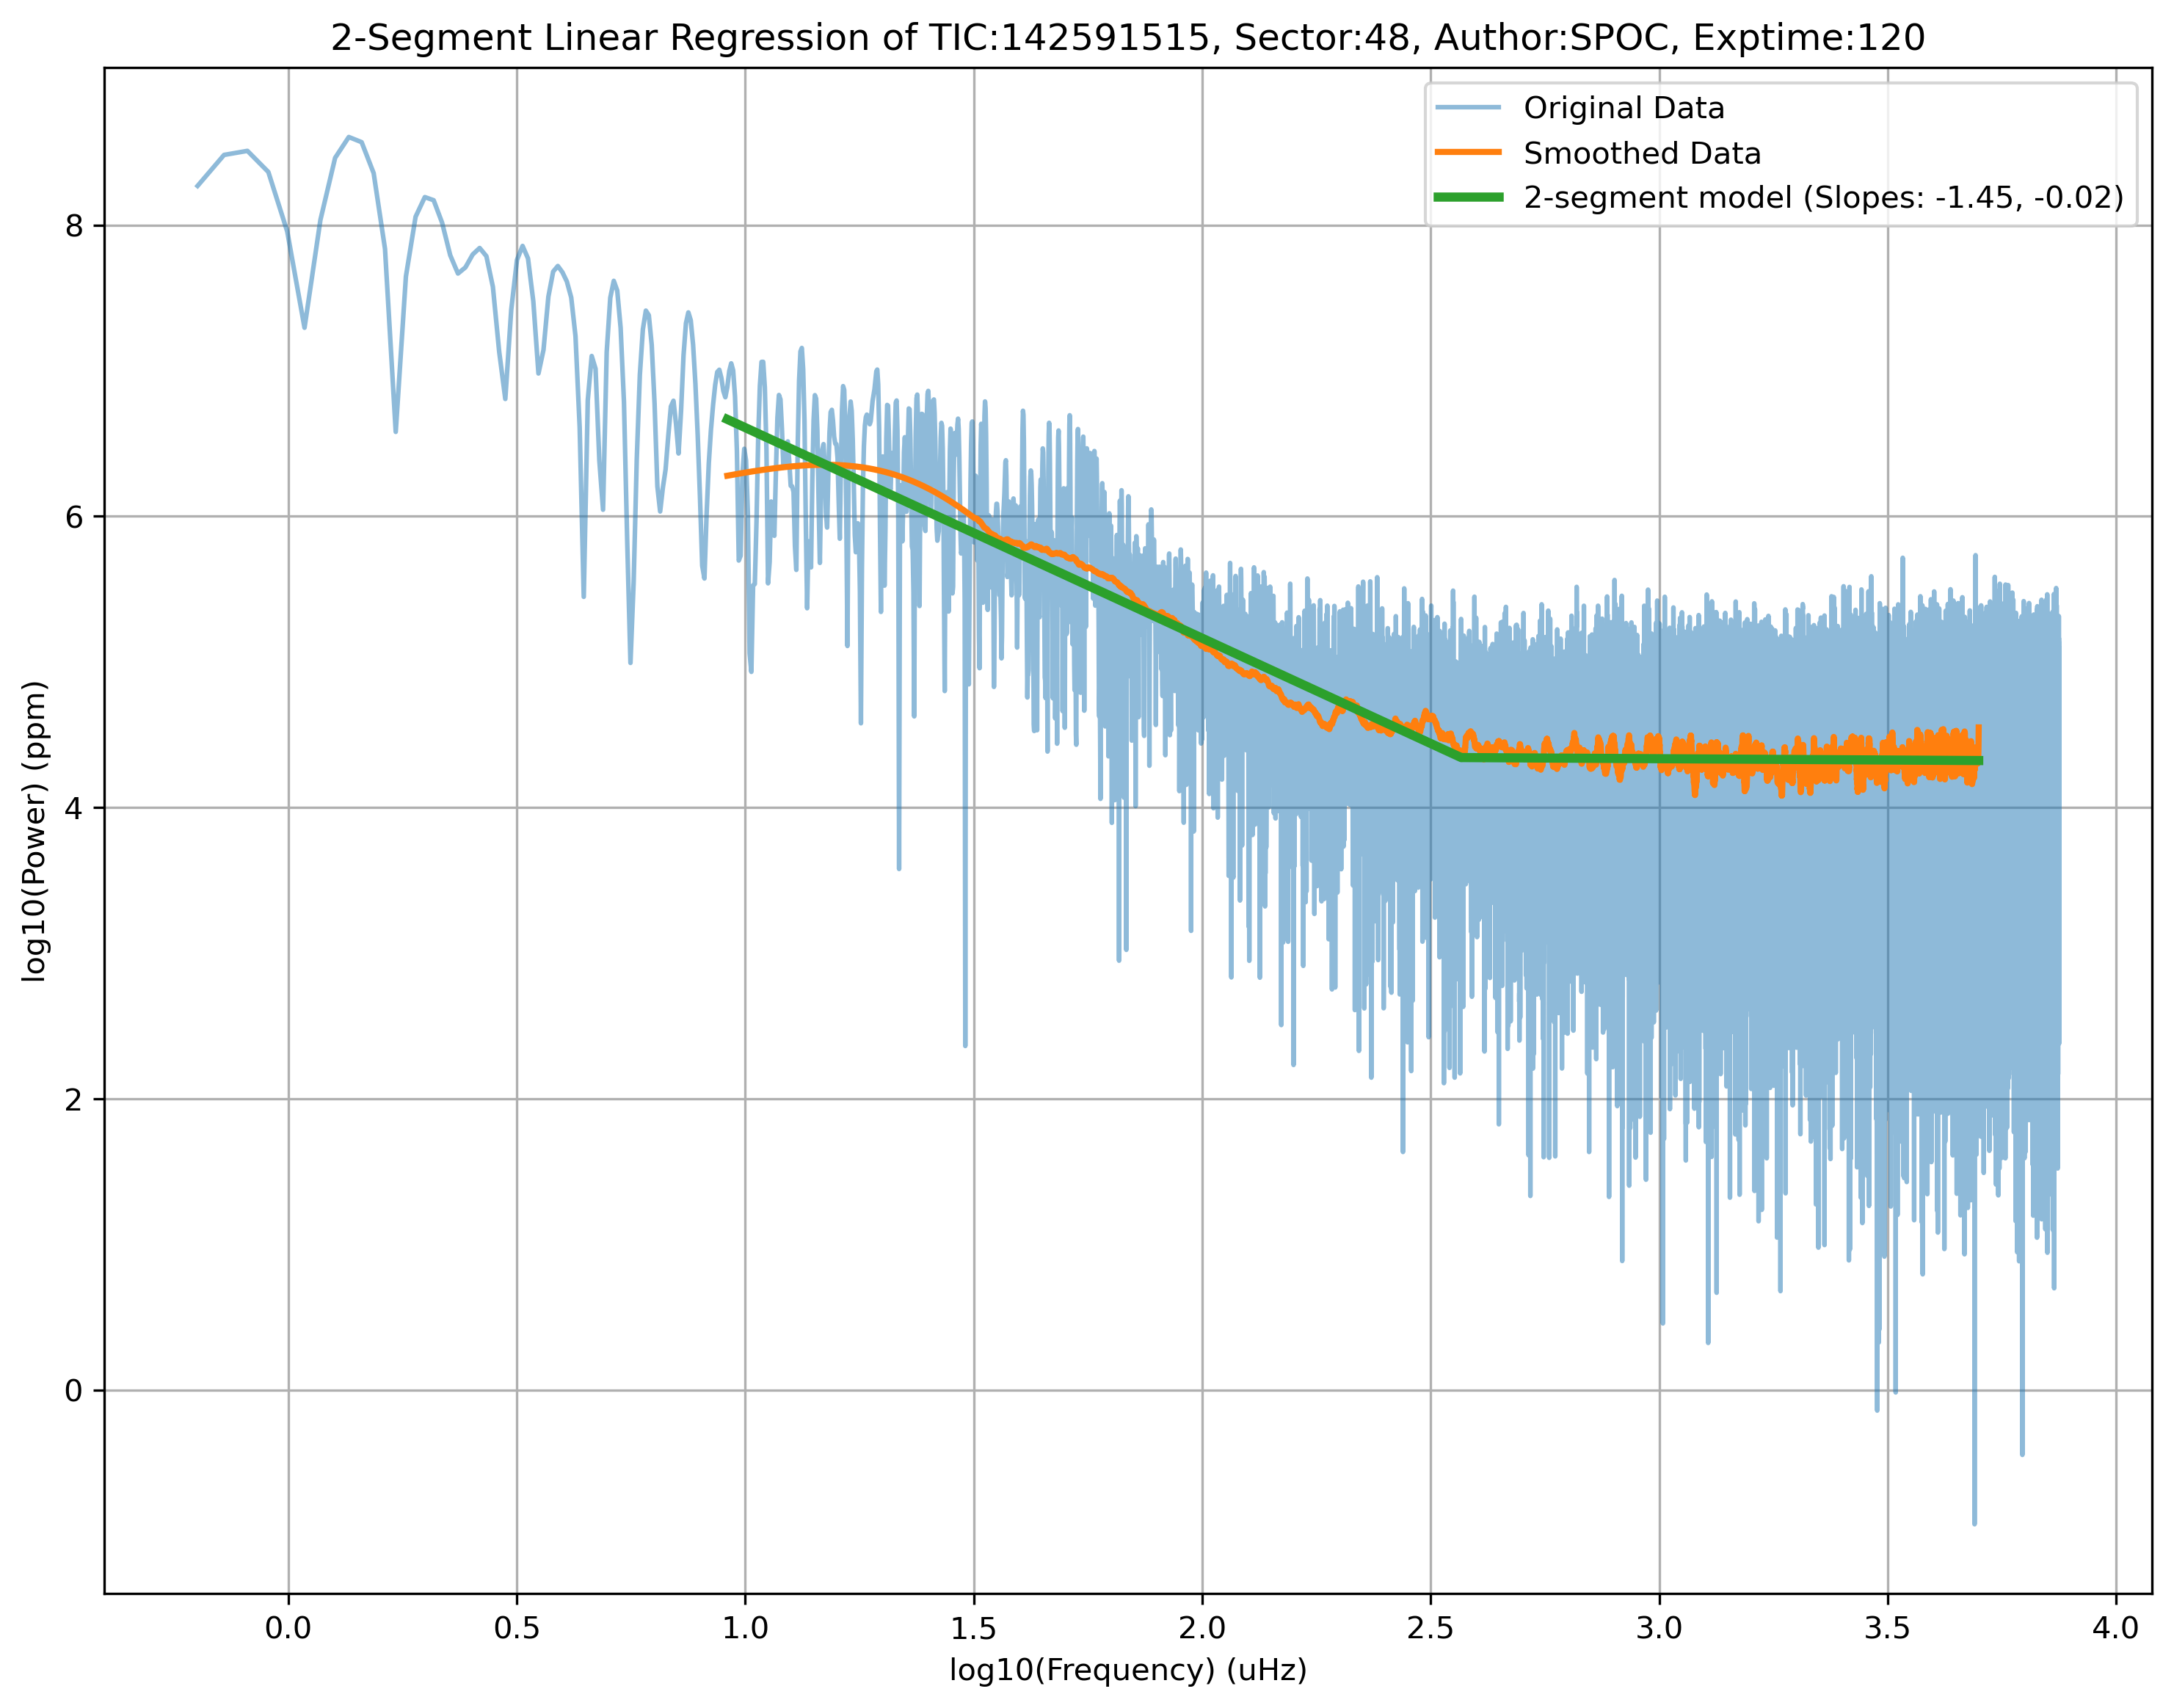 2-Segment Linear Regression of TIC:142591515, Sector:48, Author:SPOC, Exptime:120
Original Data
Smoothed Data
2-segment model (Slopes: -1.45, -0.02)
log10(Power) (ppm)
8
6
4
2
0
0.0 0.5 1.0 1.5 2.0 2.5 3.0 3.5 4.0
log10(Frequency) (uHz)